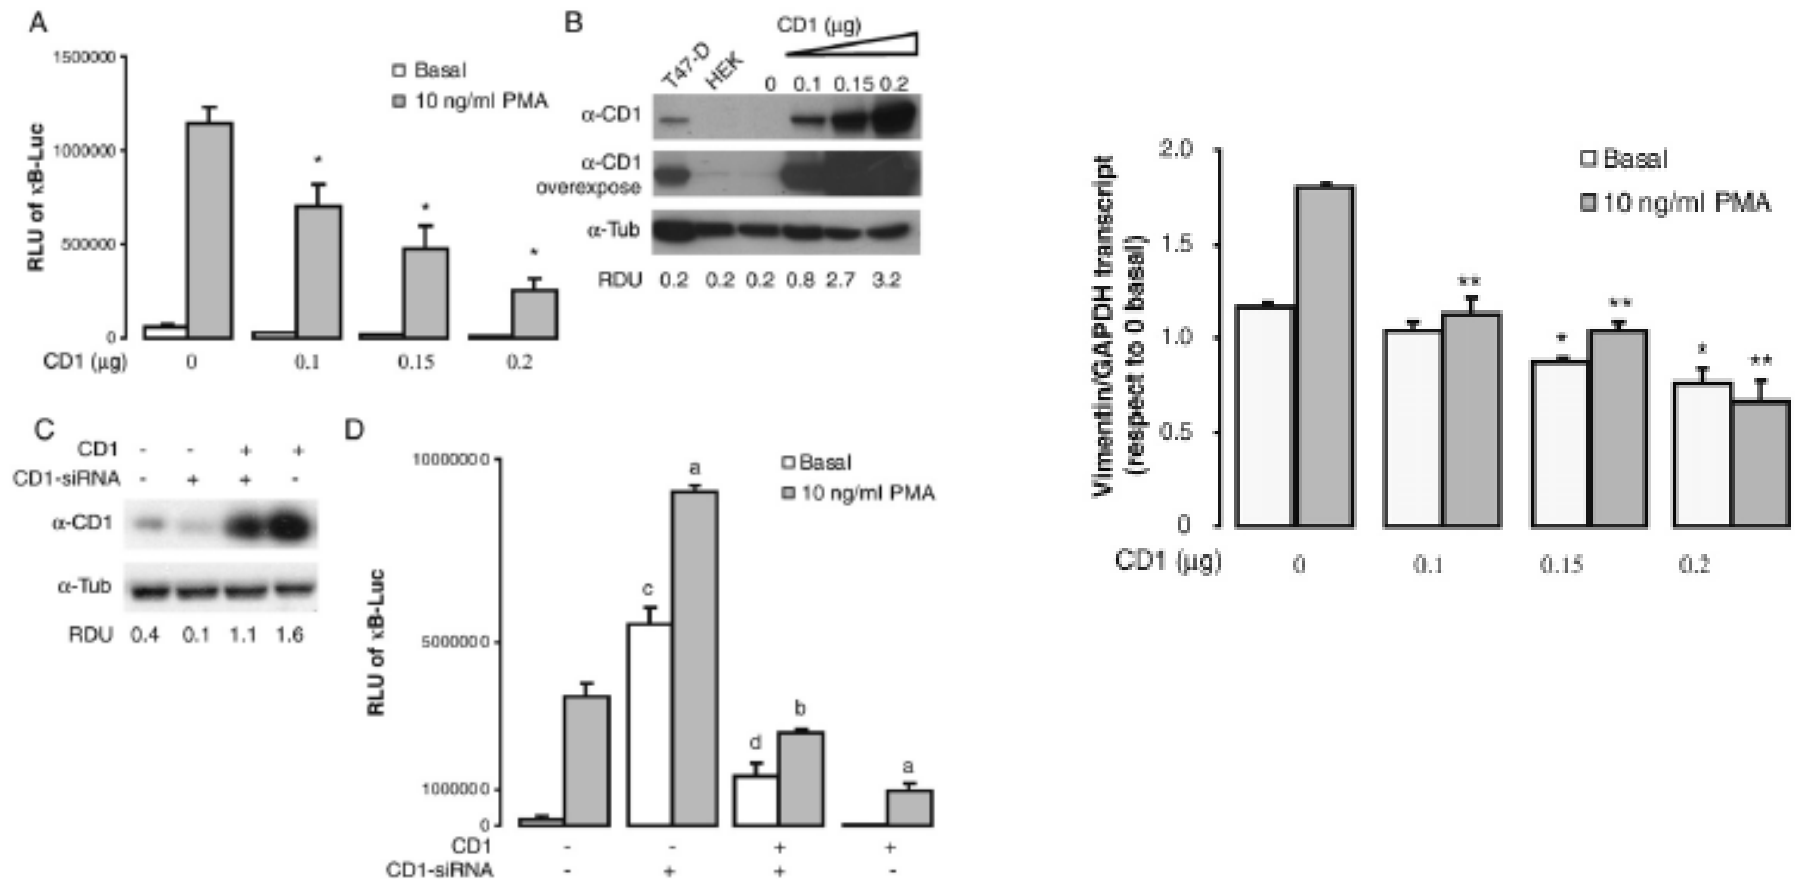 A
1500000
1000000
500000
0
RLU of κB-Luc
Basal
10 ng/ml PMA
*
*
*
CD1 (μg)
0
0.1
0.15
0.2
B
CD1 (μg)
T47-D
HEK
0
0.1
0.15
0.2
α-CD1
α-CD1
overexpose
α-Tub
RDU
0.2
0.2
0.2
0.8
2.7
3.2
C
CD1
-
-
+
+
CD1-siRNA
-
+
+
-
α-CD1
α-Tub
RDU
0.4
0.1
1.1
1.6
D
10000000
5000000
1000000
0
RLU of κB-Luc
Basal
10 ng/ml PMA
c
a
d
b
a
CD1
-
-
+
+
CD1-siRNA
-
+
+
-
Vimentin/GAPDH transcript
(respect to 0 basal)
2.0
1.5
1.0
0.5
0
Basal
10 ng/ml PMA
**
*
**
*
**
CD1 (μg)
0
0.1
0.15
0.2